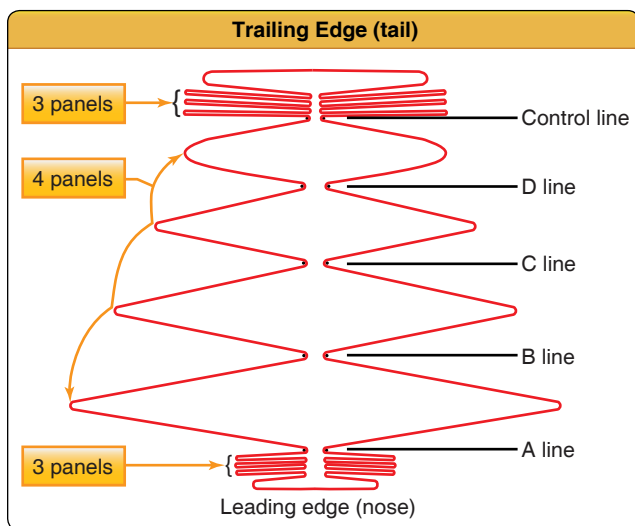 Trailing Edge (tail)
3 panels
Control line
4 panels
D line
C line
B line
A line
3 panels
Leading edge (nose)